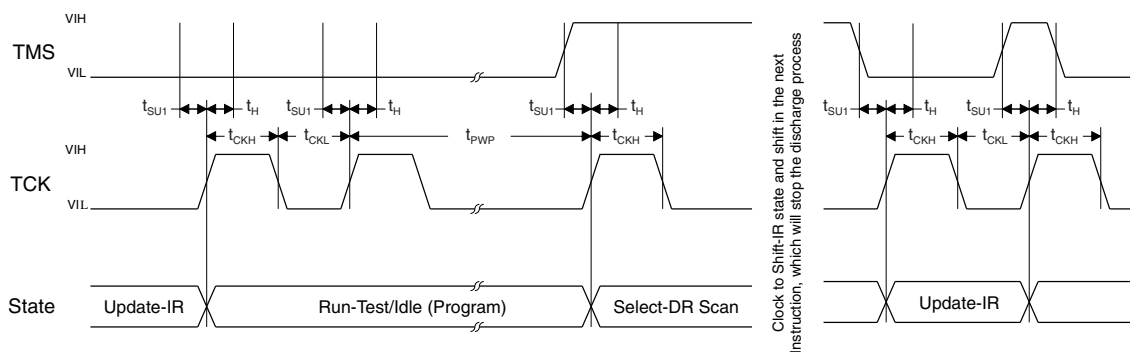 VIH
TMS
VIL
tSU1 tH tSU1 tH tSU1 tH tSU1 tH tSU1 tH
tCKH tCKL tPWP tCKH tCKH tCKL tCKH
VIH
TCK
VIL
State
Update-IR
Run-Test/Idle (Program)
Select-DR Scan
Clock to Shift-IR state and shift in the next
Instruction, which will stop the discharge process
Update-IR